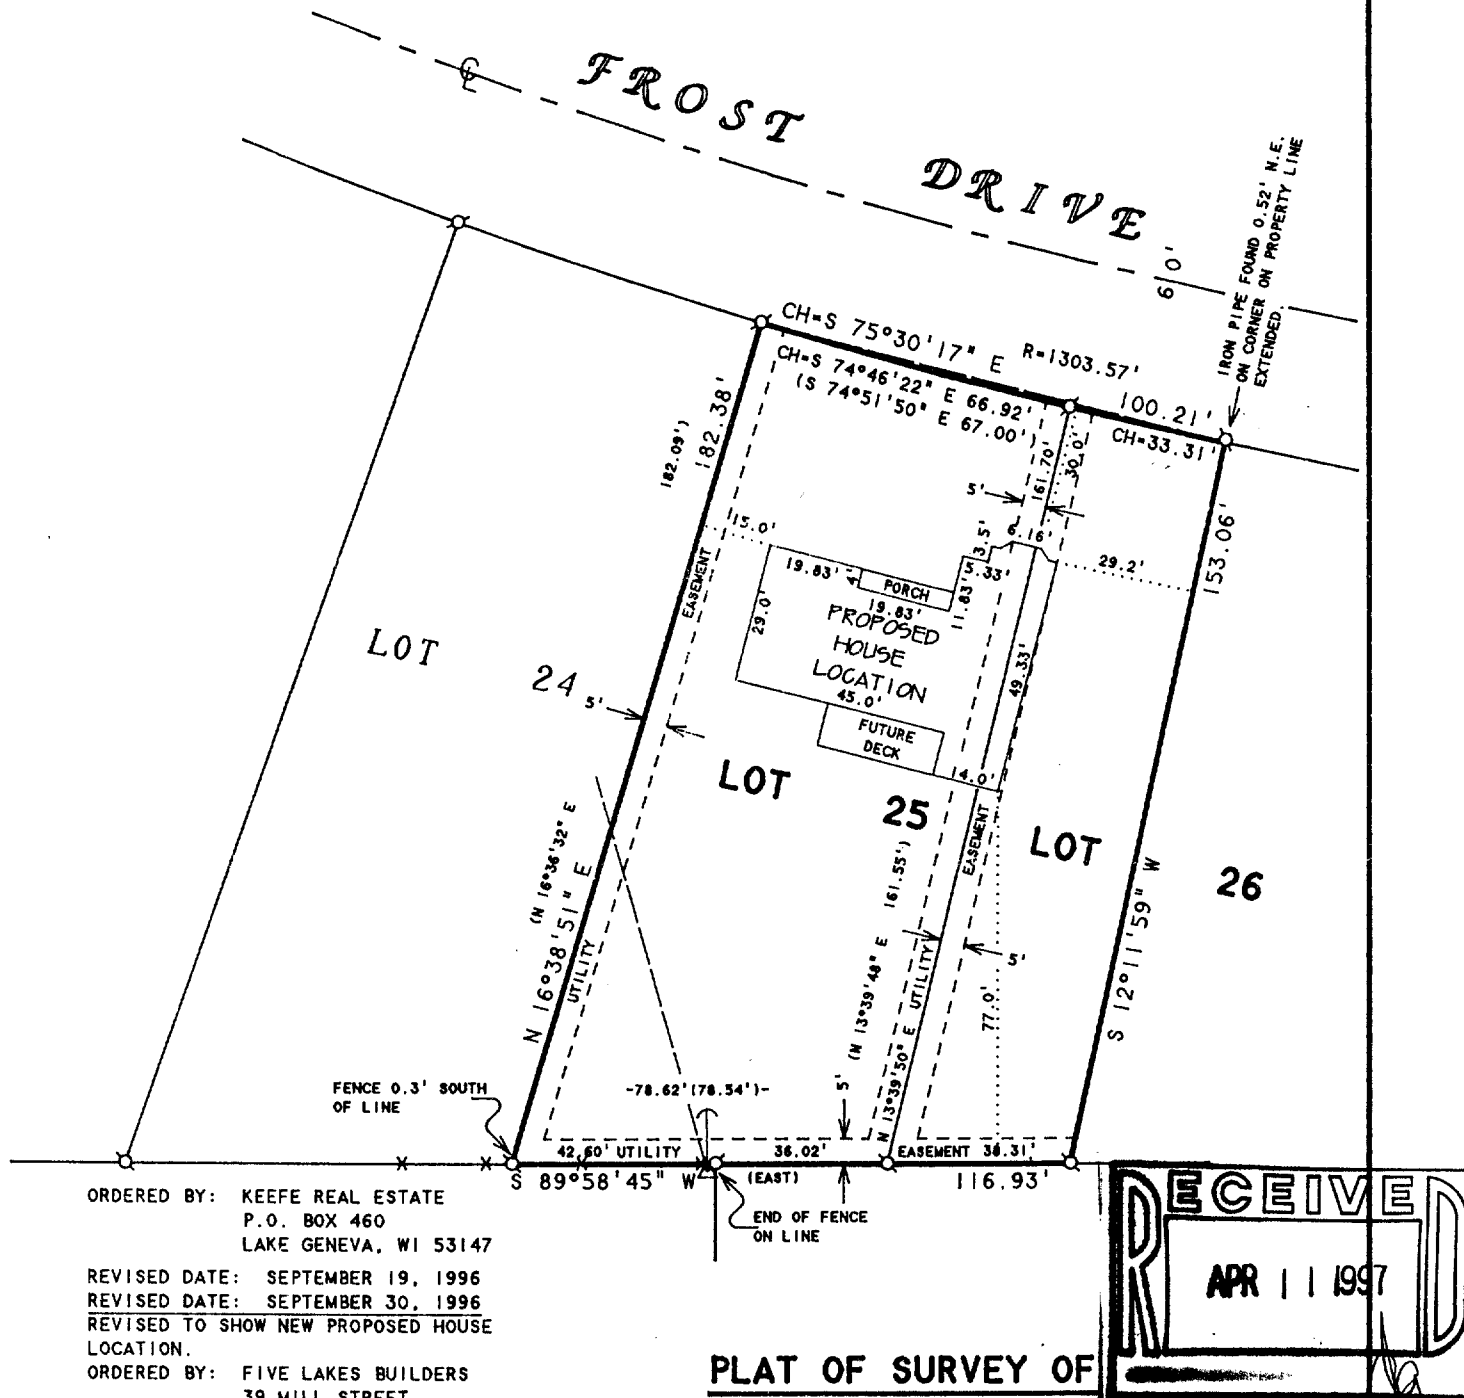 FROST DRIVE
60'
IRON PIPE FOUND 0.52' N.E.
ON CORNER ON PROPERTY LINE
EXTENDED.
CH=S 75°30'17" E
R=1303.57'
100.21'
CH=S 74°46'22" E 66.92'
(S 74°51'50" E 67.00')
CH=33.31'
182.38'
(182.09')
161.70'
30.0'
5'
153.06'
15.0'
6.16'
3.5'
29.2'
19.83'
4'
5.33'
PORCH
11.83'
19.83'
29.0'
EASEMENT
PROPOSED
HOUSE
LOCATION
45.0'
49.33'
LOT 24
5'
FUTURE
DECK
14.0'
LOT 25
LOT 26
EASEMENT
(N 16°36'32" E
N 16°38'51" E
UTILITY
(N 13°39'48" E 161.55')
N 13°39'50" E UTILITY
5'
77.0'
S 12°11'59" W
FENCE 0.3' SOUTH
OF LINE
-78.62'(78.54')-
5'
42.60' UTILITY
36.02'
EASEMENT 38.31'
S 89°58'45" W
(EAST)
116.93'
END OF FENCE
ON LINE
ORDERED BY: KEEFE REAL ESTATE
P.O. BOX 460
LAKE GENEVA, WI 53147
REVISED DATE: SEPTEMBER 19, 1996
REVISED DATE: SEPTEMBER 30, 1996
REVISED TO SHOW NEW PROPOSED HOUSE
LOCATION.
ORDERED BY: FIVE LAKES BUILDERS
39 MILL STREET
PLAT OF SURVEY OF
RECEIVED
APR 11 1997